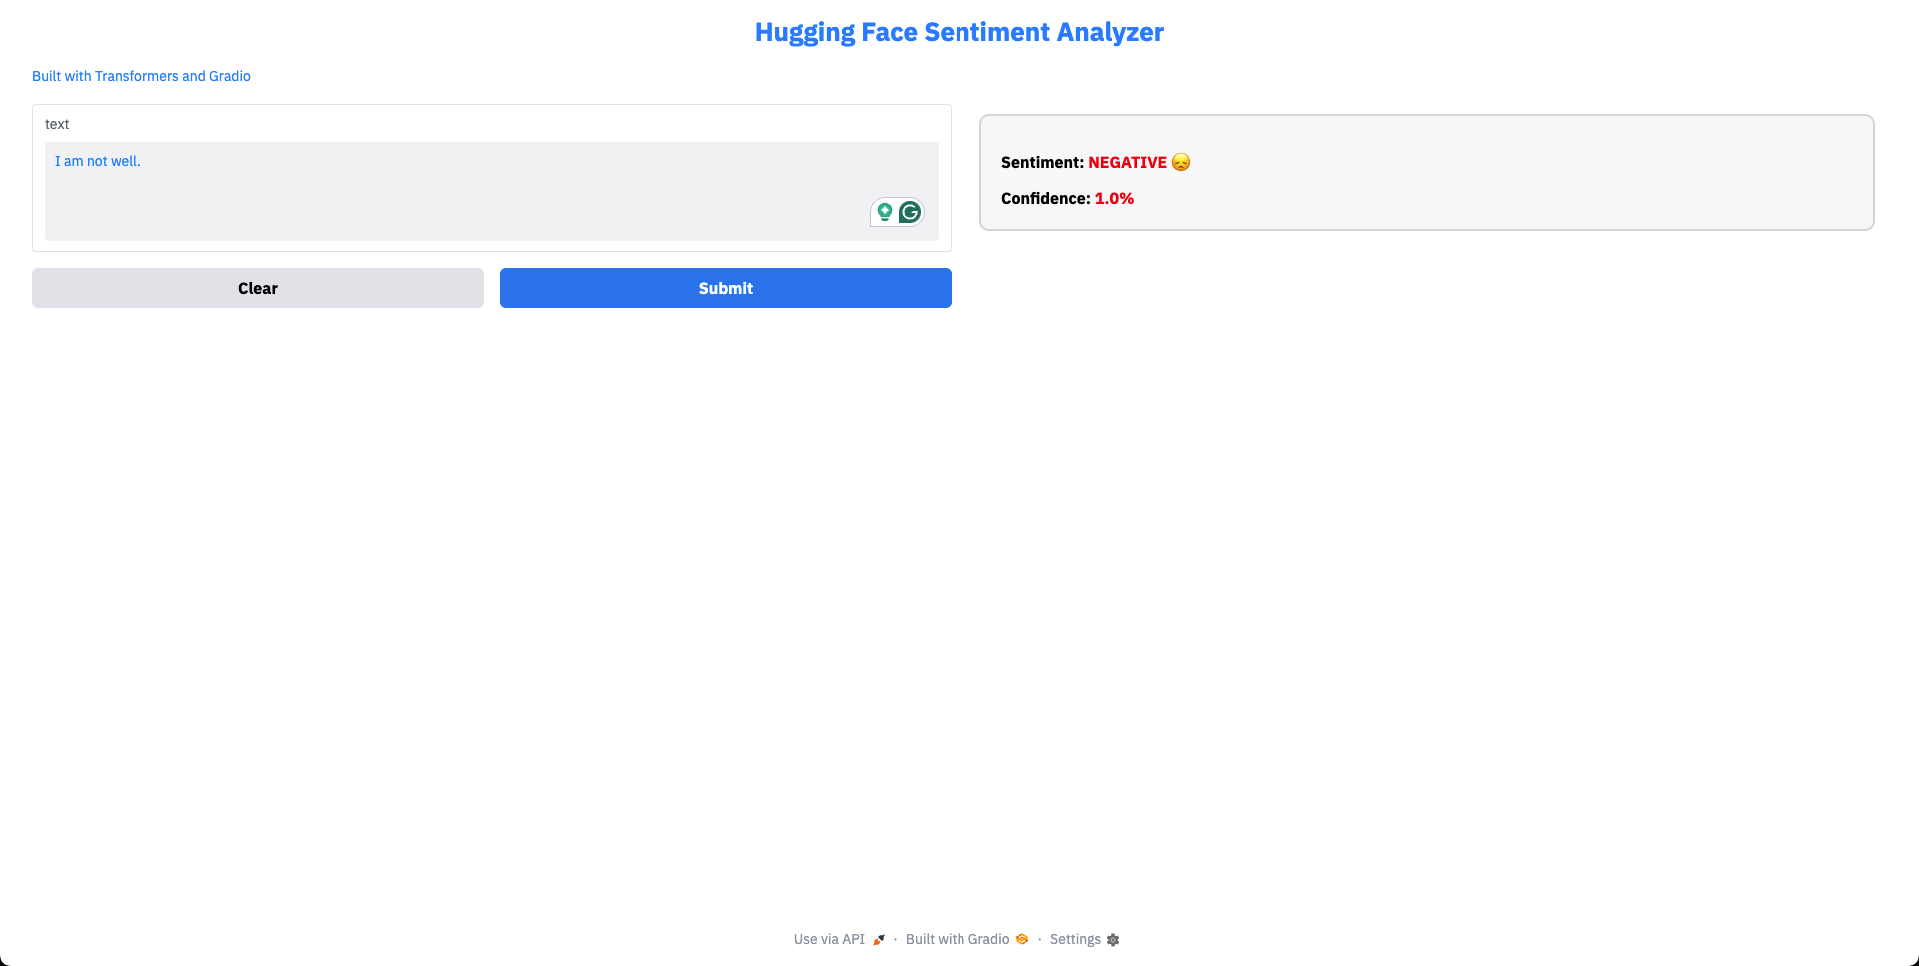 Hugging Face Sentiment Analyzer
Built with Transformers and Gradio
text
I am not well.
Sentiment: NEGATIVE 😞
Confidence: 1.0%
Clear
Submit
Use via API 🚀 · Built with Gradio · Settings ⚙️